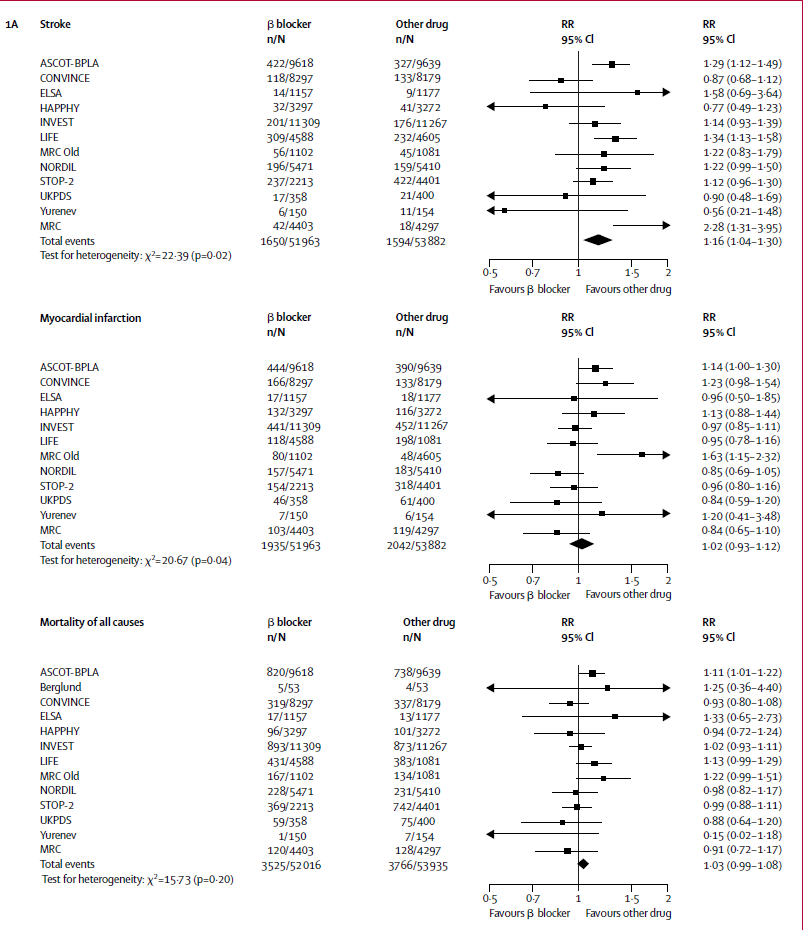 1A Stroke β blocker Other drug RR RR
n/N n/N 95% CI 95% CI
ASCOT-BPLA 422/9618 327/9639 1·29 (1·12–1·49)
CONVINCE 118/8297 133/8179 0·87 (0·68–1·12)
ELSA 14/1157 9/1177 1·58 (0·69–3·64)
HAPPHY 32/3297 41/3272 0·77 (0·49–1·23)
INVEST 201/11309 176/11267 1·14 (0·93–1·39)
LIFE 309/4588 232/4605 1·34 (1·13–1·58)
MRC Old 56/1102 45/1081 1·22 (0·83–1·79)
NORDIL 196/5471 159/5410 1·22 (0·99–1·50)
STOP-2 237/2213 422/4401 1·12 (0·96–1·30)
UKPDS 17/358 21/400 0·90 (0·48–1·69)
Yurenev 6/150 11/154 0·56 (0·21–1·48)
MRC 42/4403 18/4297 2·28 (1·31–3·95)
Total events 1650/51963 1594/53882 1·16 (1·04–1·30)
Test for heterogeneity: χ²=22·39 (p=0·02)
0·5 0·7 1 1·5 2
Favours β blocker Favours other drug
Myocardial infarction β blocker Other drug RR RR
n/N n/N 95% CI 95% CI
ASCOT-BPLA 444/9618 390/9639 1·14 (1·00–1·30)
CONVINCE 166/8297 133/8179 1·23 (0·98–1·54)
ELSA 17/1157 18/1177 0·96 (0·50–1·85)
HAPPHY 132/3297 116/3272 1·13 (0·88–1·44)
INVEST 441/11309 452/11267 0·97 (0·85–1·11)
LIFE 118/4588 198/1081 0·95 (0·78–1·16)
MRC Old 80/1102 48/4605 1·63 (1·15–2·32)
NORDIL 157/5471 183/5410 0·85 (0·69–1·05)
STOP-2 154/2213 318/4401 0·96 (0·80–1·16)
UKPDS 46/358 61/400 0·84 (0·59–1·20)
Yurenev 7/150 6/154 1·20 (0·41–3·48)
MRC 103/4403 119/4297 0·84 (0·65–1·10)
Total events 1935/51963 2042/53882 1·02 (0·93–1·12)
Test for heterogeneity: χ²=20·67 (p=0·04)
0·5 0·7 1 1·5 2
Favours β blocker Favours other drug
Mortality of all causes β blocker Other drug RR RR
n/N n/N 95% CI 95% CI
ASCOT-BPLA 820/9618 738/9639 1·11 (1·01–1·22)
Berglund 5/53 4/53 1·25 (0·36–4·40)
CONVINCE 319/8297 337/8179 0·93 (0·80–1·08)
ELSA 17/1157 13/1177 1·33 (0·65–2·73)
HAPPHY 96/3297 101/3272 0·94 (0·72–1·24)
INVEST 893/11309 873/11267 1·02 (0·93–1·11)
LIFE 431/4588 383/1081 1·13 (0·99–1·29)
MRC Old 167/1102 134/1081 1·22 (0·99–1·51)
NORDIL 228/5471 231/5410 0·98 (0·82–1·17)
STOP-2 369/2213 742/4401 0·99 (0·88–1·11)
UKPDS 59/358 75/400 0·88 (0·64–1·20)
Yurenev 1/150 7/154 0·15 (0·02–1·18)
MRC 120/4403 128/4297 0·91 (0·72–1·17)
Total events 3525/52016 3766/53935 1·03 (0·99–1·08)
Test for heterogeneity: χ²=15·73 (p=0·20)
0·5 0·7 1 1·5 2
Favours β blocker Favours other drug